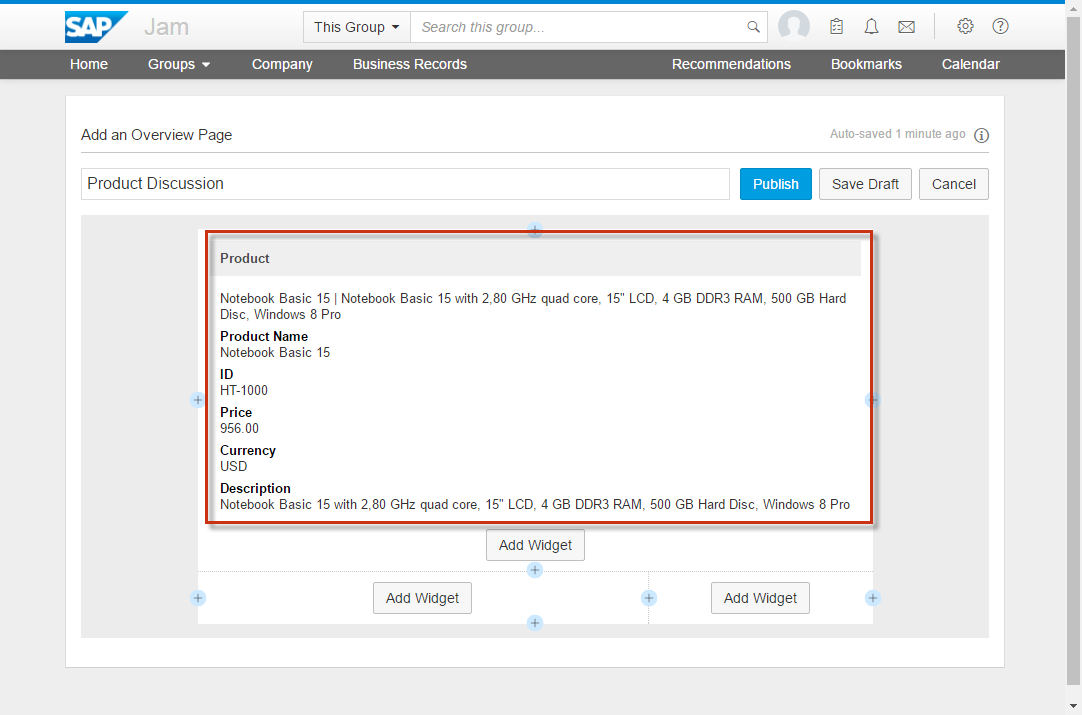 SAP Jam
This Group
Search this group...
Home
Groups
Company
Business Records
Recommendations
Bookmarks
Calendar
Add an Overview Page
Auto-saved 1 minute ago
Product Discussion
Publish
Save Draft
Cancel
Product
Notebook Basic 15 | Notebook Basic 15 with 2,80 GHz quad core, 15" LCD, 4 GB DDR3 RAM, 500 GB Hard
Disc, Windows 8 Pro
Product Name
Notebook Basic 15
ID
HT-1000
Price
956.00
Currency
USD
Description
Notebook Basic 15 with 2,80 GHz quad core, 15" LCD, 4 GB DDR3 RAM, 500 GB Hard Disc, Windows 8 Pro
Add Widget
Add Widget
Add Widget